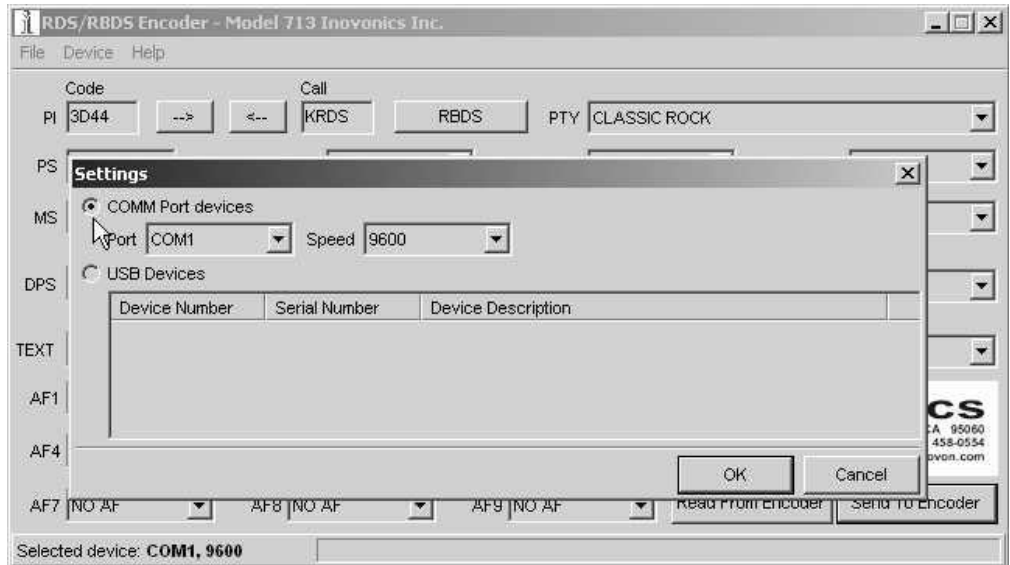 RDS/RBDS Encoder - Model 713 Inovonics Inc.
File Device Help
Code Call
PI 3D44 --> <-- KRDS RBDS PTY CLASSIC ROCK
PS
Settings
COMM Port devices
MS
Port COM1 Speed 9600
USB Devices
DPS
Device Number Serial Number Device Description
TEXT
AF1
CS
CA 95060
458-0554
ovon.com
AF4
OK Cancel
AF7 NO AF AF8 NO AF AF9 NO AF Read From Encoder Send To Encoder
Selected device: COM1, 9600